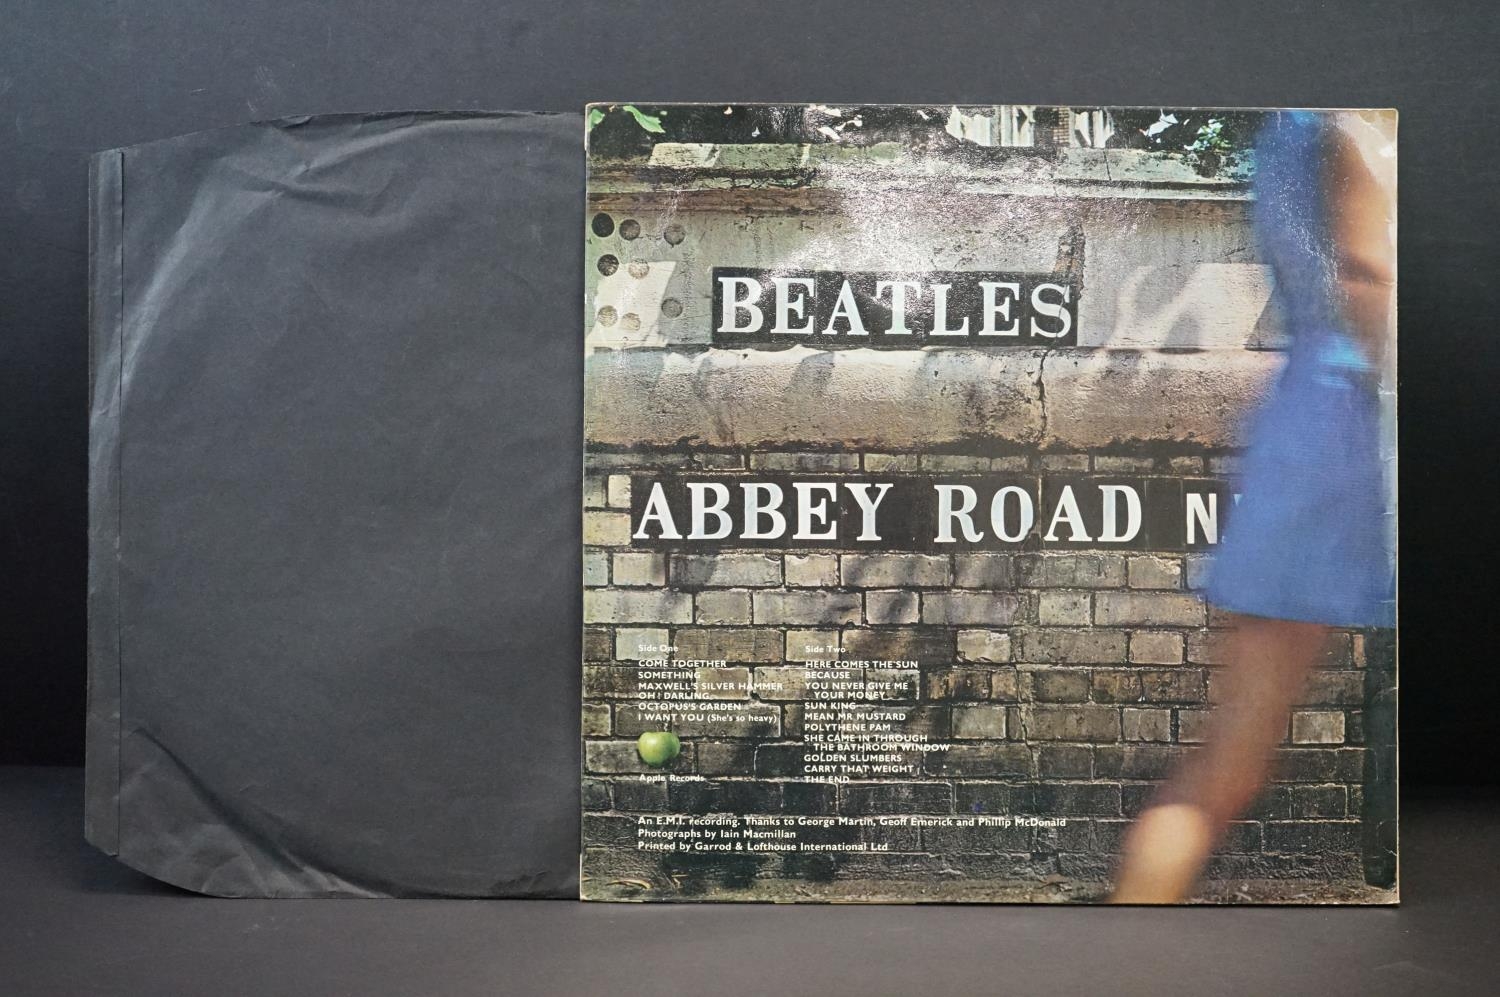 BEATLES
ABBEY ROAD N
Side One
COME TOGETHER
SOMETHING
MAXWELL'S SILVER HAMMER
OH! DARLING
OCTOPUS'S GARDEN
I WANT YOU (She's so heavy)
Apple Records
Side Two
HERE COMES THE SUN
BECAUSE
YOU NEVER GIVE ME
YOUR MONEY
SUN KING
MEAN MR MUSTARD
POLYTHENE PAM
SHE CAME IN THROUGH
THE BATHROOM WINDOW
GOLDEN SLUMBERS
CARRY THAT WEIGHT
THE END
An E.M.I. recording. Thanks to George Martin, Geoff Emerick and Phillip McDonald
Photographs by Iain Macmillan
Printed by Garrod & Lofthouse International Ltd